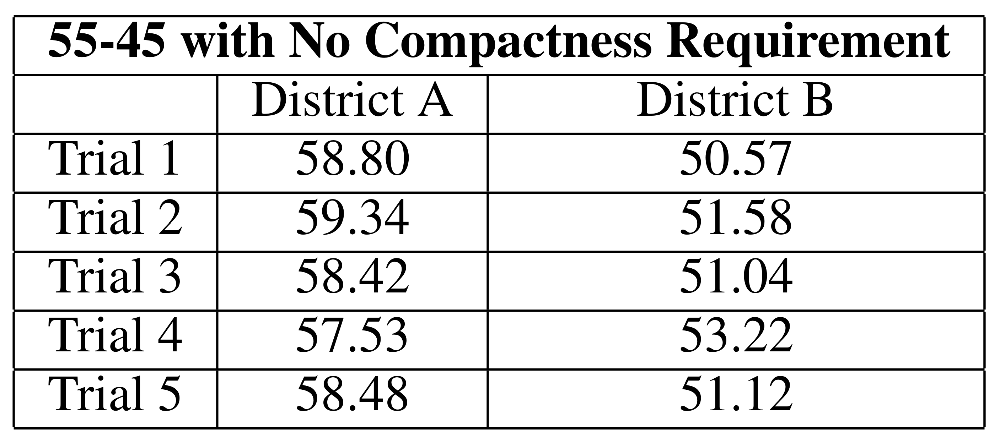 55-45 with No Compactness Requirement
District A District B
Trial 1 58.80 50.57
Trial 2 59.34 51.58
Trial 3 58.42 51.04
Trial 4 57.53 53.22
Trial 5 58.48 51.12